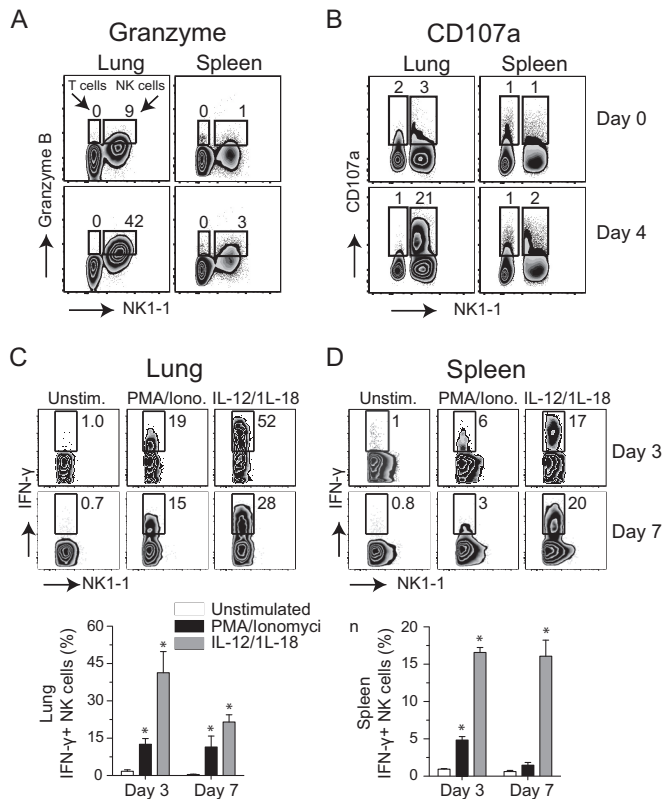 A Granzyme
Lung Spleen
T cells NK cells
0 9 0 1
0 42 0 3
Granzyme B
NK1-1
B CD107a
Lung Spleen
2 3 1 1
Day 0
1 21 1 2
Day 4
CD107a
NK1-1
C Lung
Unstim. PMA/Iono. IL-12/1L-18
1.0 19 52
0.7 15 28
IFN-γ
NK1-1
D Spleen
Unstim. PMA/Iono. IL-12/1L-18
1 6 17
Day 3
0.8 3 20
Day 7
IFN-γ
NK1-1
Unstimulated
PMA/Ionomyci
IL-12/1L-18
Lung
IFN-γ+ NK cells (%)
60
45
30
15
0
* * * *
Day 3 Day 7
n
Spleen
IFN-γ+ NK cells (%)
20
15
10
5
0
* * *
Day 3 Day 7